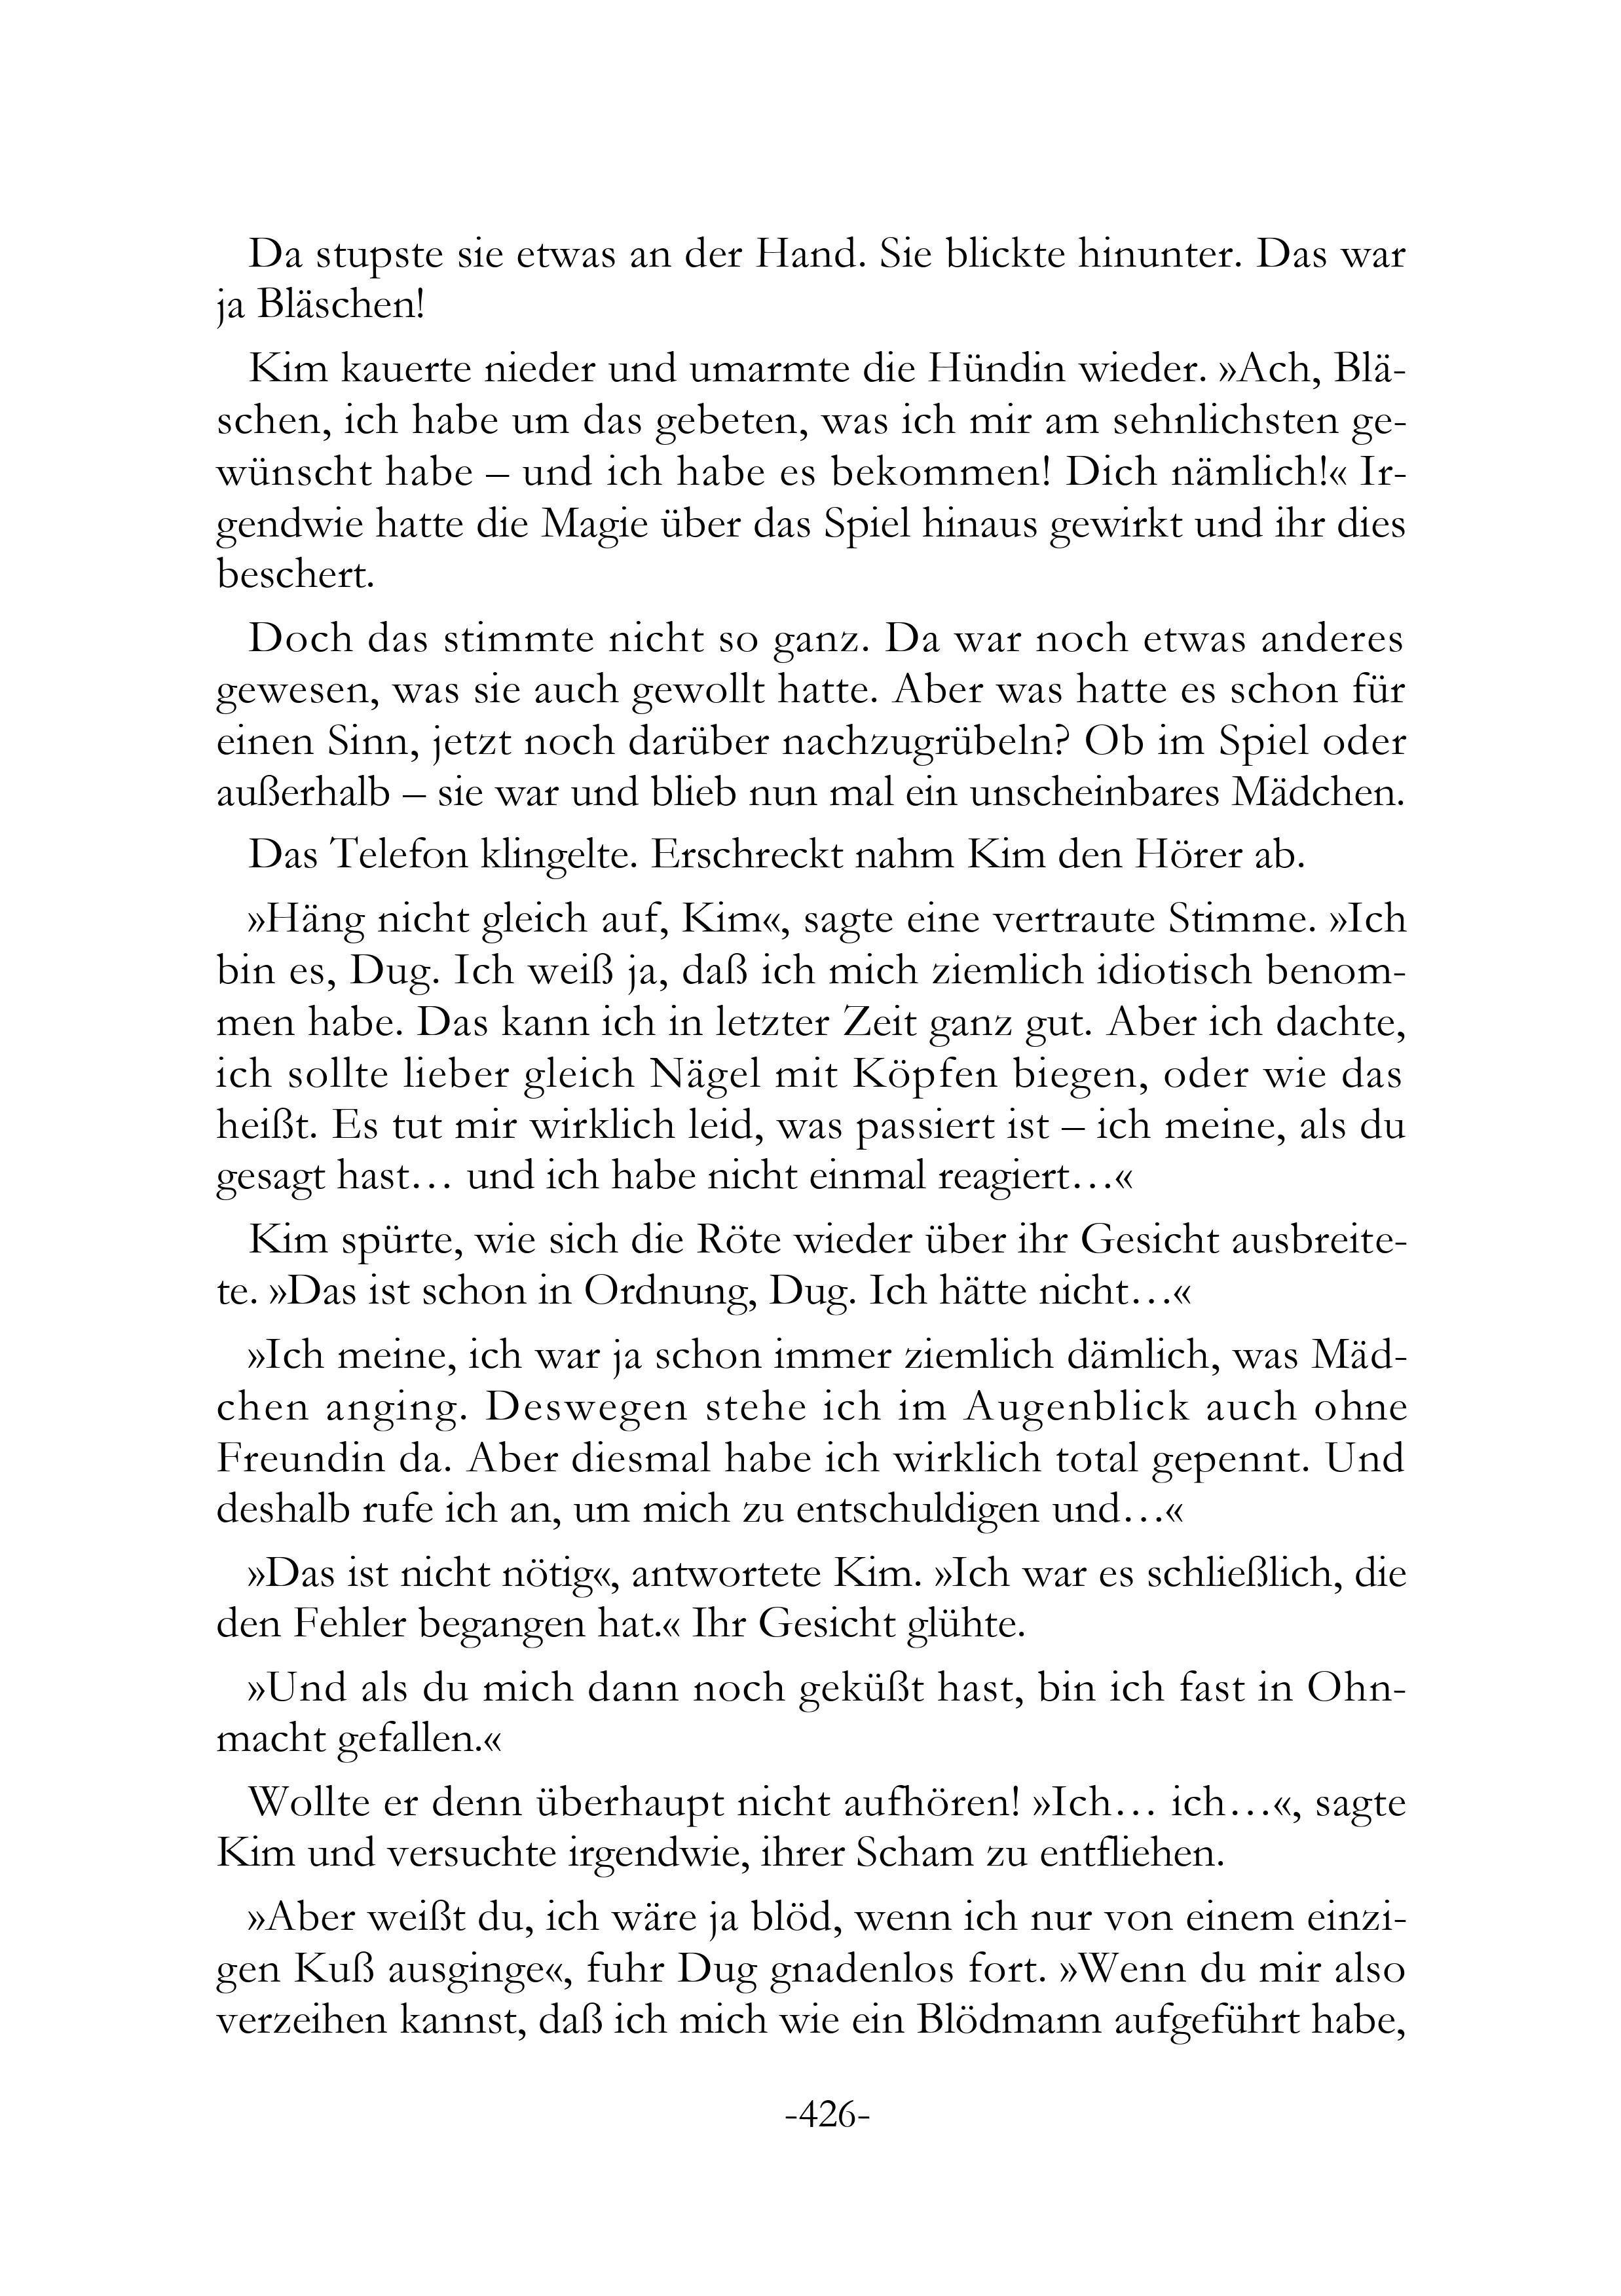 Da stupste sie etwas an der Hand. Sie blickte hinunter. Das war
ja Bläschen!
Kim kauerte nieder und umarmte die Hündin wieder. »Ach, Blä-
schen, ich habe um das gebeten, was ich mir am sehnlichsten ge-
wünscht habe – und ich habe es bekommen! Dich nämlich!« Ir-
gendwie hatte die Magie über das Spiel hinaus gewirkt und ihr dies
beschert.
Doch das stimmte nicht so ganz. Da war noch etwas anderes
gewesen, was sie auch gewollt hatte. Aber was hatte es schon für
einen Sinn, jetzt noch darüber nachzugrübeln? Ob im Spiel oder
außerhalb – sie war und blieb nun mal ein unscheinbares Mädchen.
Das Telefon klingelte. Erschreckt nahm Kim den Hörer ab.
»Häng nicht gleich auf, Kim«, sagte eine vertraute Stimme. »Ich
bin es, Dug. Ich weiß ja, daß ich mich ziemlich idiotisch benom-
men habe. Das kann ich in letzter Zeit ganz gut. Aber ich dachte,
ich sollte lieber gleich Nägel mit Köpfen biegen, oder wie das
heißt. Es tut mir wirklich leid, was passiert ist – ich meine, als du
gesagt hast… und ich habe nicht einmal reagiert…«
Kim spürte, wie sich die Röte wieder über ihr Gesicht ausbreite-
te. »Das ist schon in Ordnung, Dug. Ich hätte nicht…«
»Ich meine, ich war ja schon immer ziemlich dämlich, was Mäd-
chen anging. Deswegen stehe ich im Augenblick auch ohne
Freundin da. Aber diesmal habe ich wirklich total gepennt. Und
deshalb rufe ich an, um mich zu entschuldigen und…«
»Das ist nicht nötig«, antwortete Kim. »Ich war es schließlich, die
den Fehler begangen hat.« Ihr Gesicht glühte.
»Und als du mich dann noch geküßt hast, bin ich fast in Ohn-
macht gefallen.«
Wollte er denn überhaupt nicht aufhören! »Ich… ich…«, sagte
Kim und versuchte irgendwie, ihrer Scham zu entfliehen.
»Aber weißt du, ich wäre ja blöd, wenn ich nur von einem einzi-
gen Kuß ausginge«, fuhr Dug gnadenlos fort. »Wenn du mir also
verzeihen kannst, daß ich mich wie ein Blödmann aufgeführt habe,
-426-